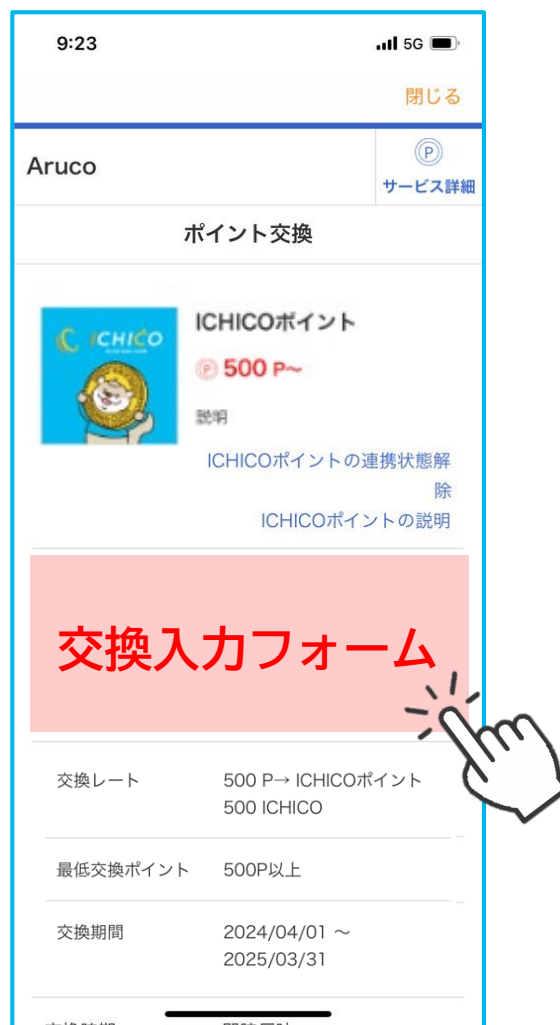 9:23
5G
閉じる
Aruco
P
サービス詳細
ポイント交換
ICHICO
ICHICOポイント
P 500 P~
説明
ICHICOポイントの連携状態解
除
ICHICOポイントの説明
交換入力フォーム
交換レート
500 P→ ICHICOポイント
500 ICHICO
最低交換ポイント
500P以上
交換期間
2024/04/01 ~
2025/03/31